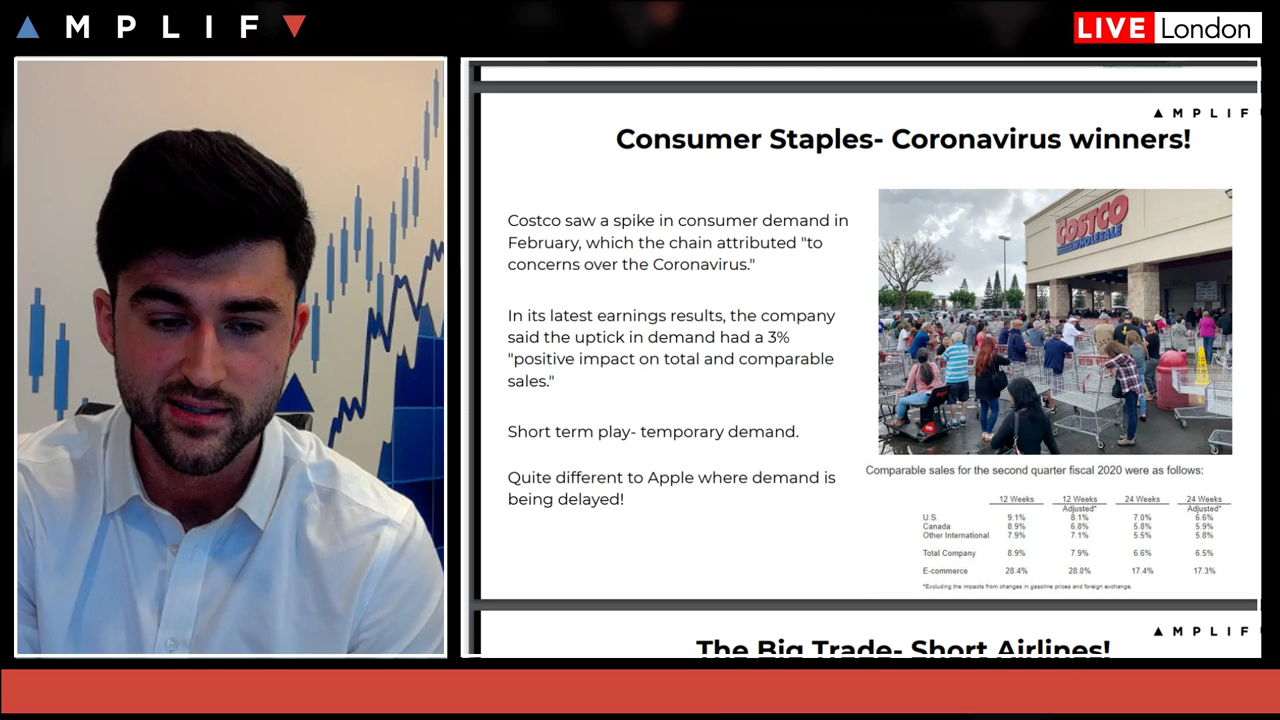 ▲ M P L I F ▼
LIVE London
▲ M P L I F
Consumer Staples- Coronavirus winners!
Costco saw a spike in consumer demand in
February, which the chain attributed "to
concerns over the Coronavirus."
In its latest earnings results, the company
said the uptick in demand had a 3%
"positive impact on total and comparable
sales."
Short term play- temporary demand.
Quite different to Apple where demand is
being delayed!
COSTCO
WHOLESALE
Comparable sales for the second quarter fiscal 2020 were as follows:
12 Weeks 12 Weeks 24 Weeks 24 Weeks
Adjusted* Adjusted*
U.S. 9.1% 8.1% 7.0% 6.6%
Canada 8.9% 6.8% 5.8% 5.9%
Other International 7.9% 7.1% 5.5% 5.8%
Total Company 8.9% 7.9% 6.6% 6.5%
E-commerce 28.4% 28.0% 17.4% 17.3%
*Excluding the impacts from changes in gasoline prices and foreign exchange.
▲ M P L I F
The Big Trade- Short Airlines!